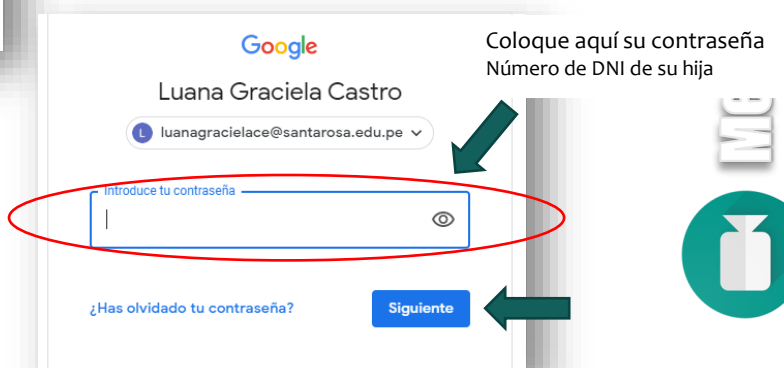 Google
Coloque aquí su contraseña
Número de DNI de su hija
Luana Graciela Castro
L luanagracielace@santarosa.edu.pe
Introduce tu contraseña
¿Has olvidado tu contraseña?
Siguiente